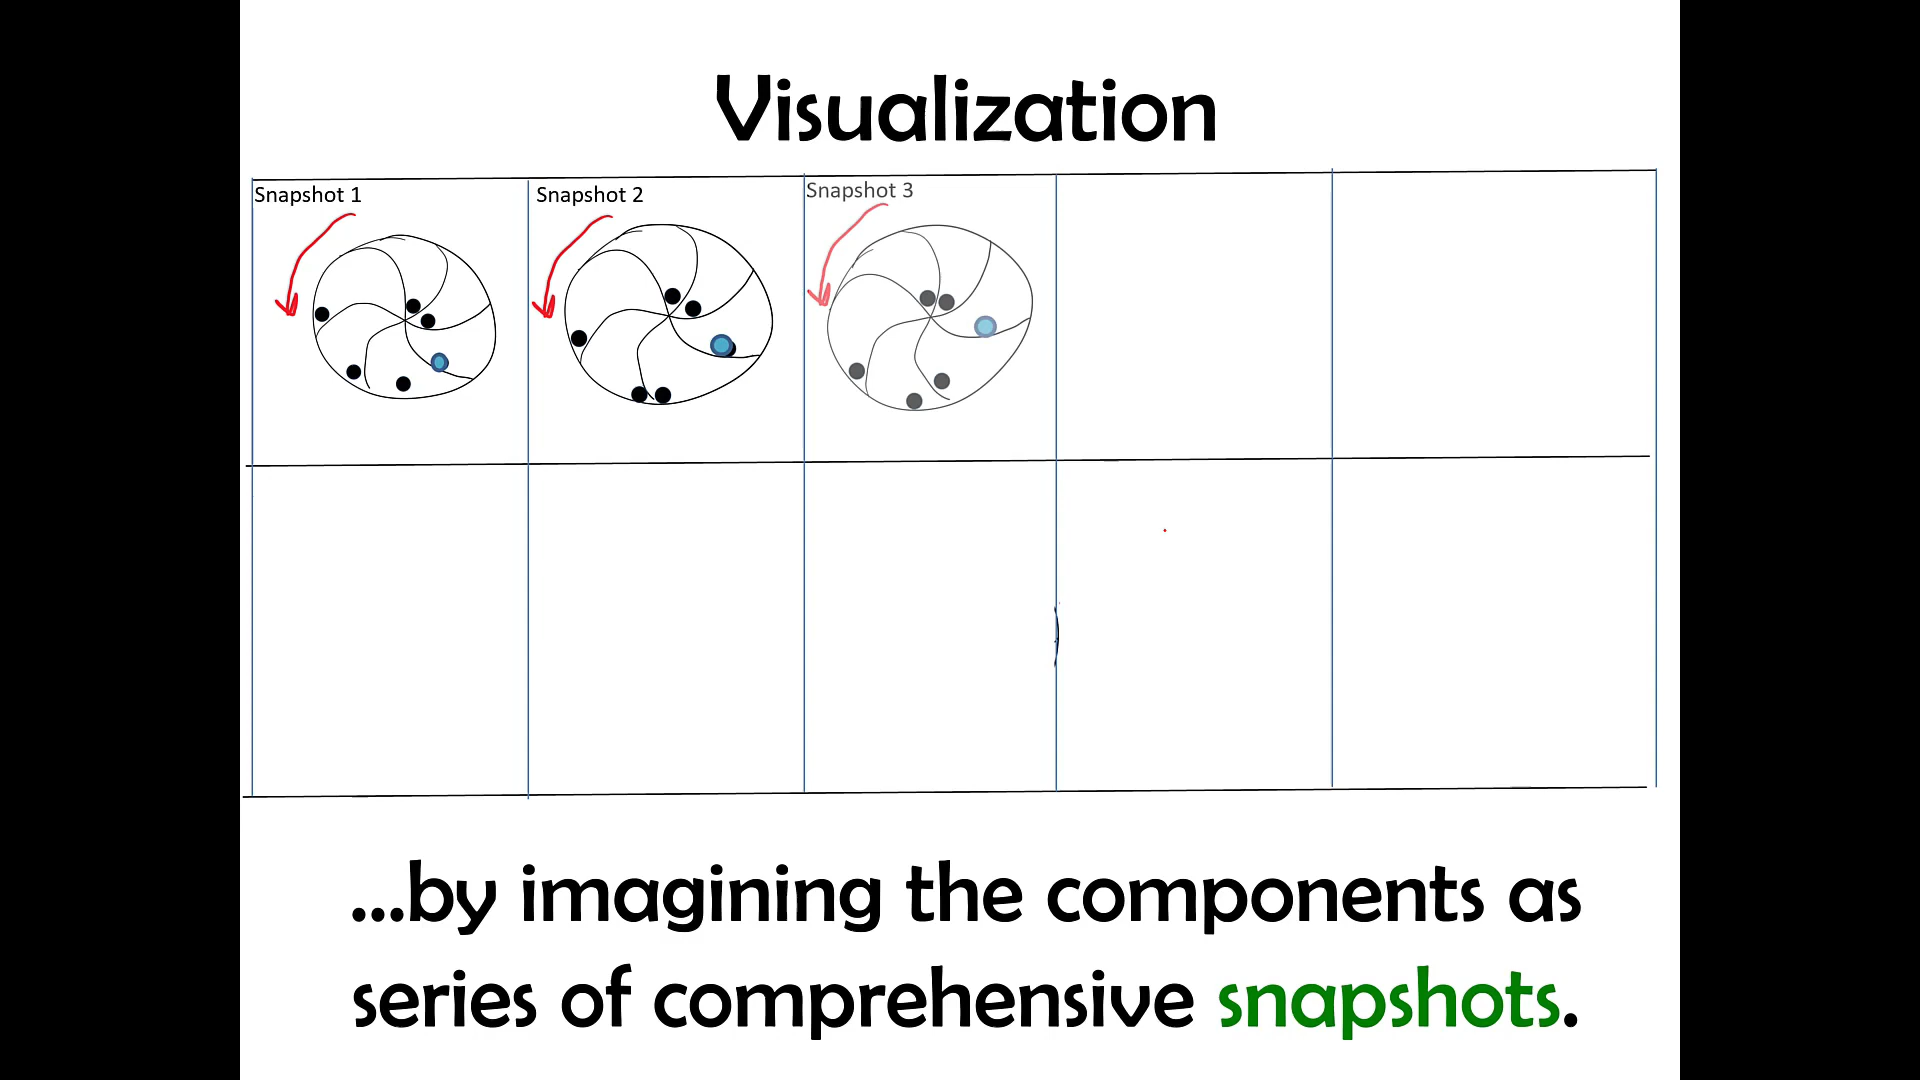 Visualization
Snapshot 1
Snapshot 2
Snapshot 3
...by imagining the components as
series of comprehensive snapshots.